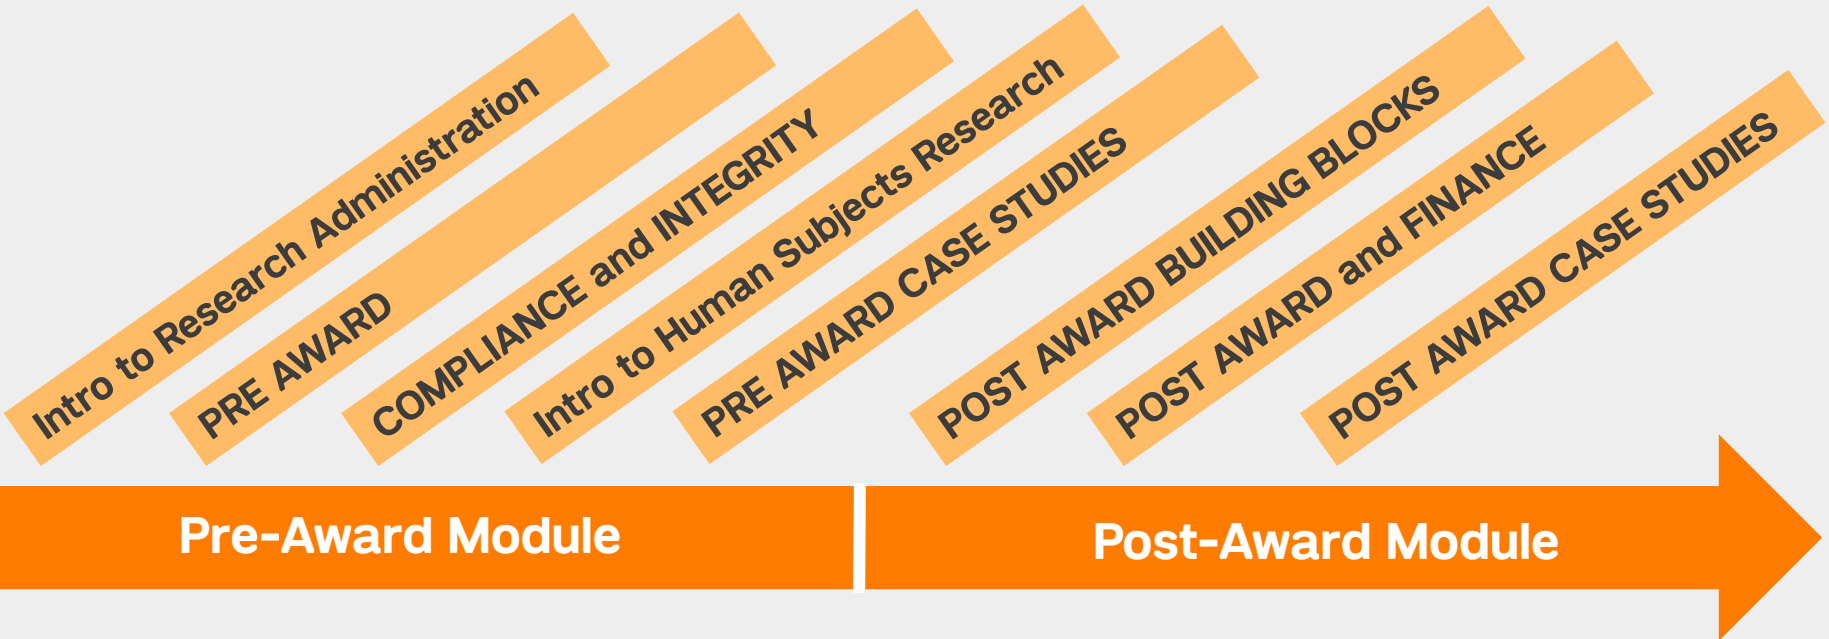 Intro to Research Administration
PRE AWARD
COMPLIANCE and INTEGRITY
Intro to Human Subjects Research
PRE AWARD CASE STUDIES
POST AWARD BUILDING BLOCKS
POST AWARD and FINANCE
POST AWARD CASE STUDIES
Pre-Award Module
Post-Award Module